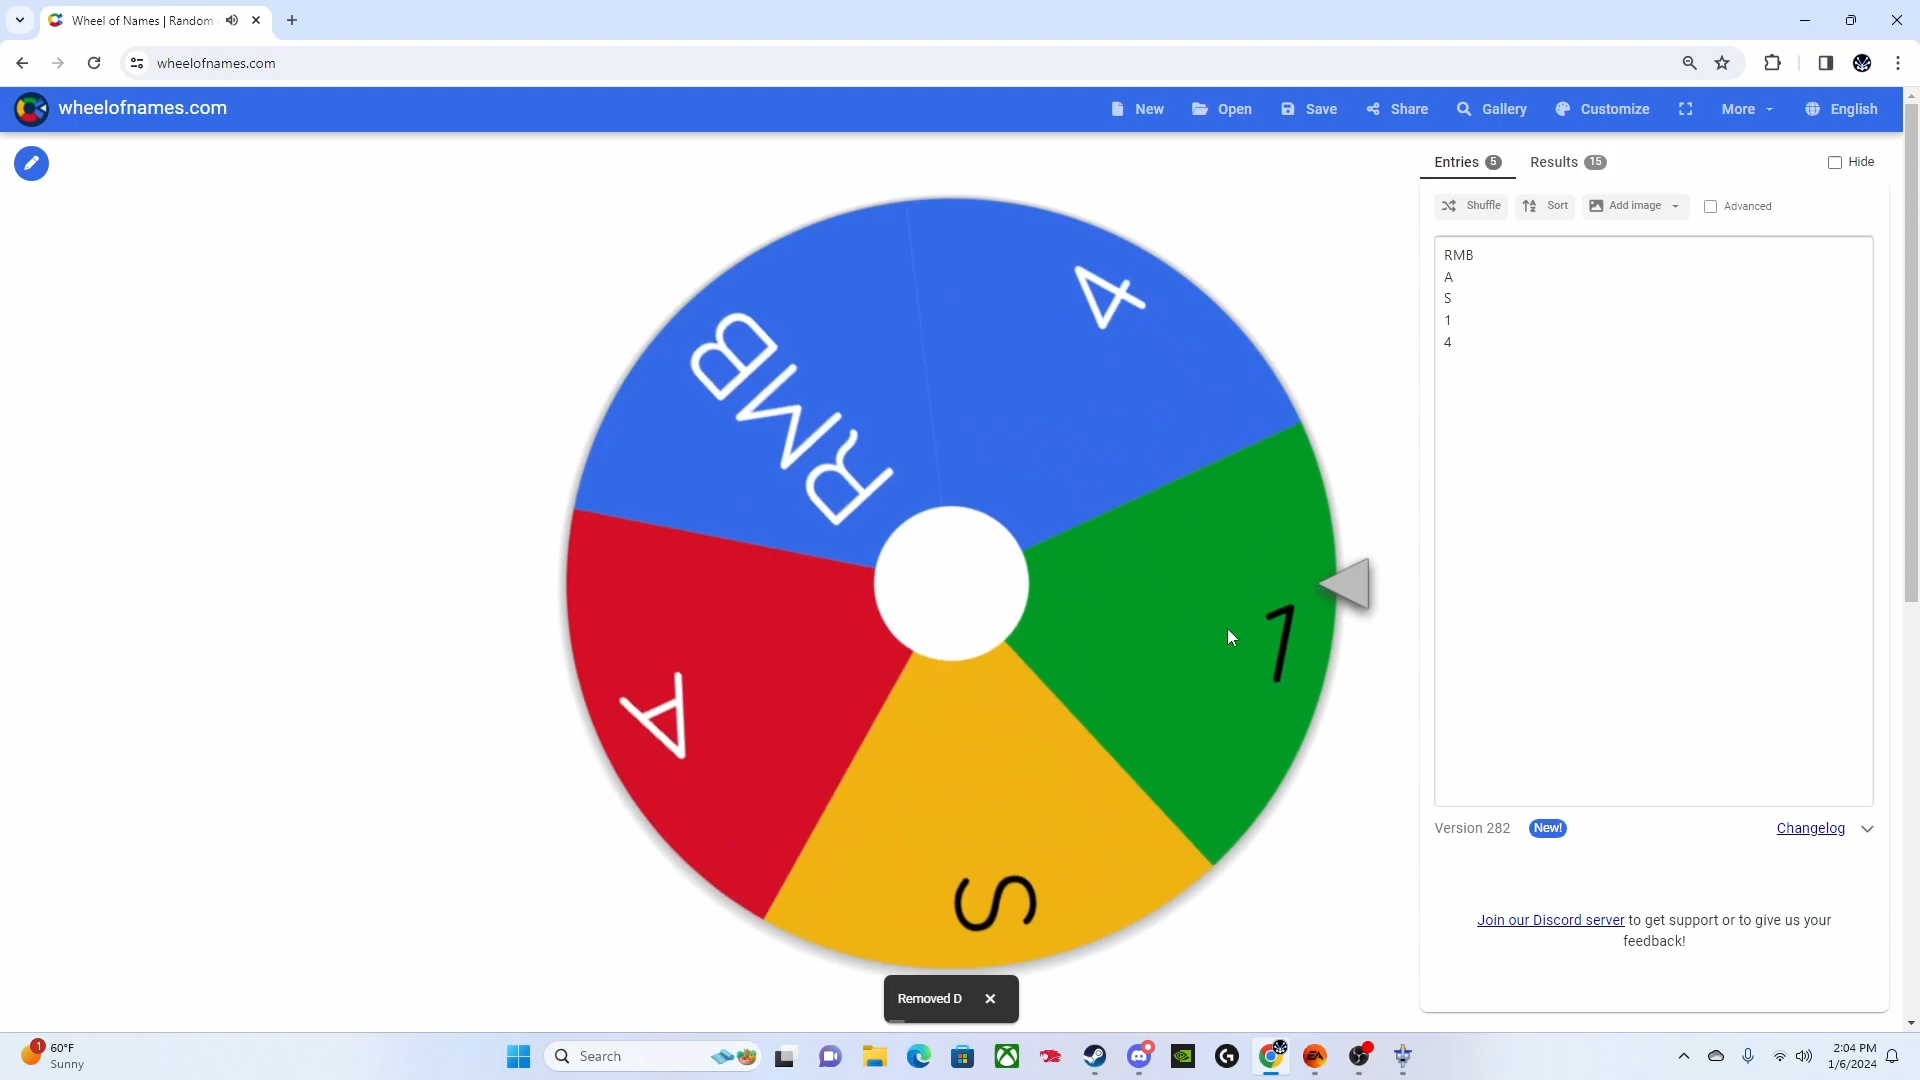 Wheel of Names | Random
wheelofnames.com
wheelofnames.com
New
Open
Save
Share
Gallery
Customize
More
English
Entries 5
Results 15
Hide
Shuffle
Sort
Add image
Advanced
RMB
A
S
1
4
4
RMB
1
A
S
Version 282
New!
Changelog
Join our Discord server to get support or to give us your
feedback!
Removed D
1
60°F
Sunny
Search
2:04 PM
1/6/2024